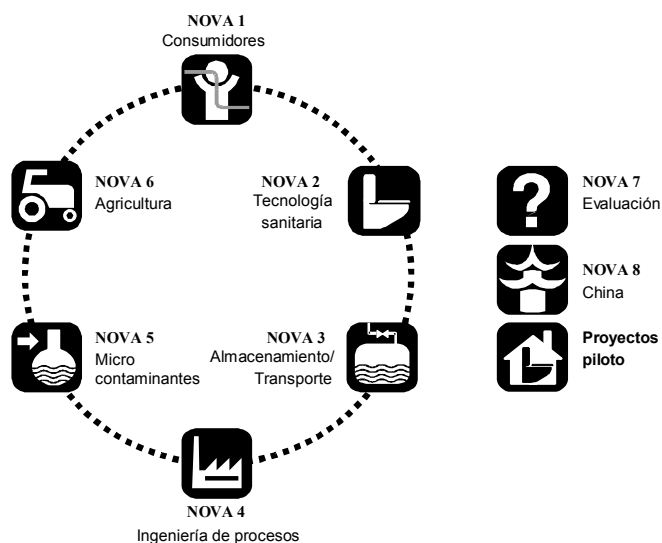 NOVA 1
Consumidores
NOVA 6
Agricultura
NOVA 2
Tecnología
sanitaria
NOVA 7
Evaluación
NOVA 8
China
NOVA 5
Micro
contaminantes
NOVA 3
Almacenamiento/
Transporte
Proyectos
piloto
NOVA 4
Ingeniería de procesos